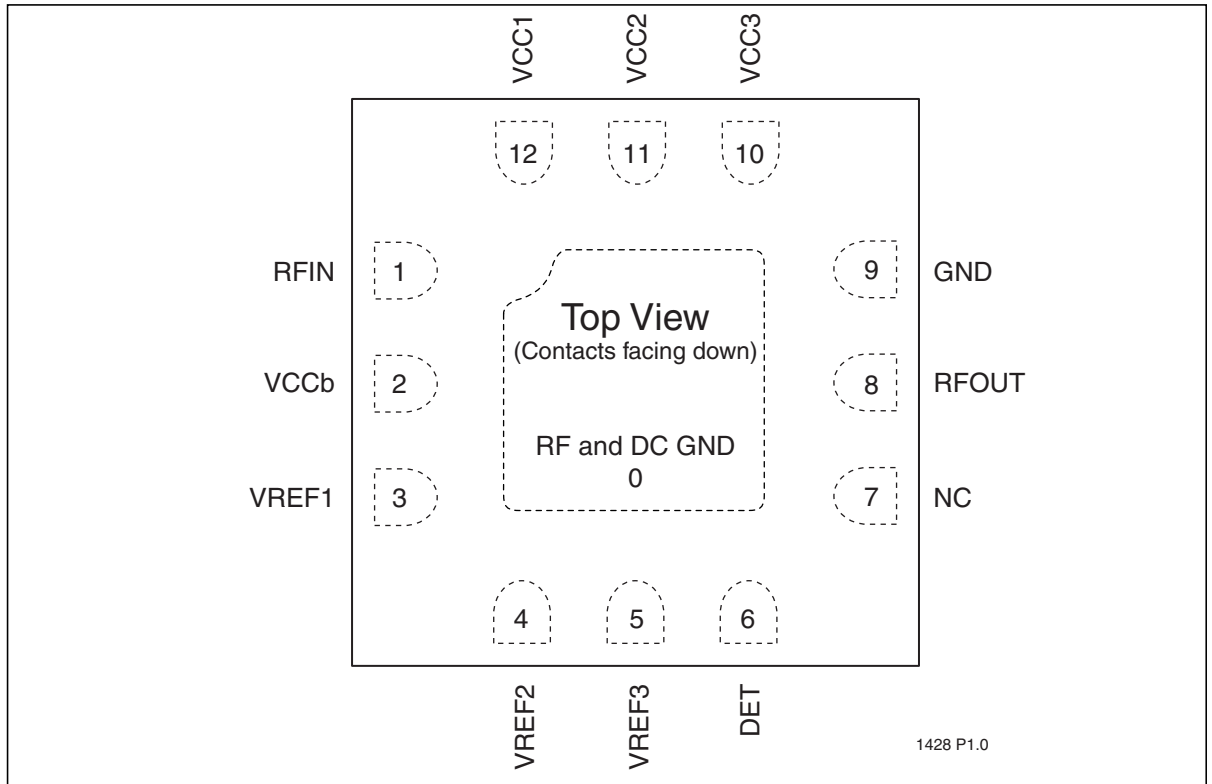 VCC1
VCC2
VCC3
12
11
10
RFIN
1
9
GND
Top View
(Contacts facing down)
VCCb
2
8
RFOUT
RF and DC GND
0
VREF1
3
7
NC
4
5
6
VREF2
VREF3
DET
1428 P1.0